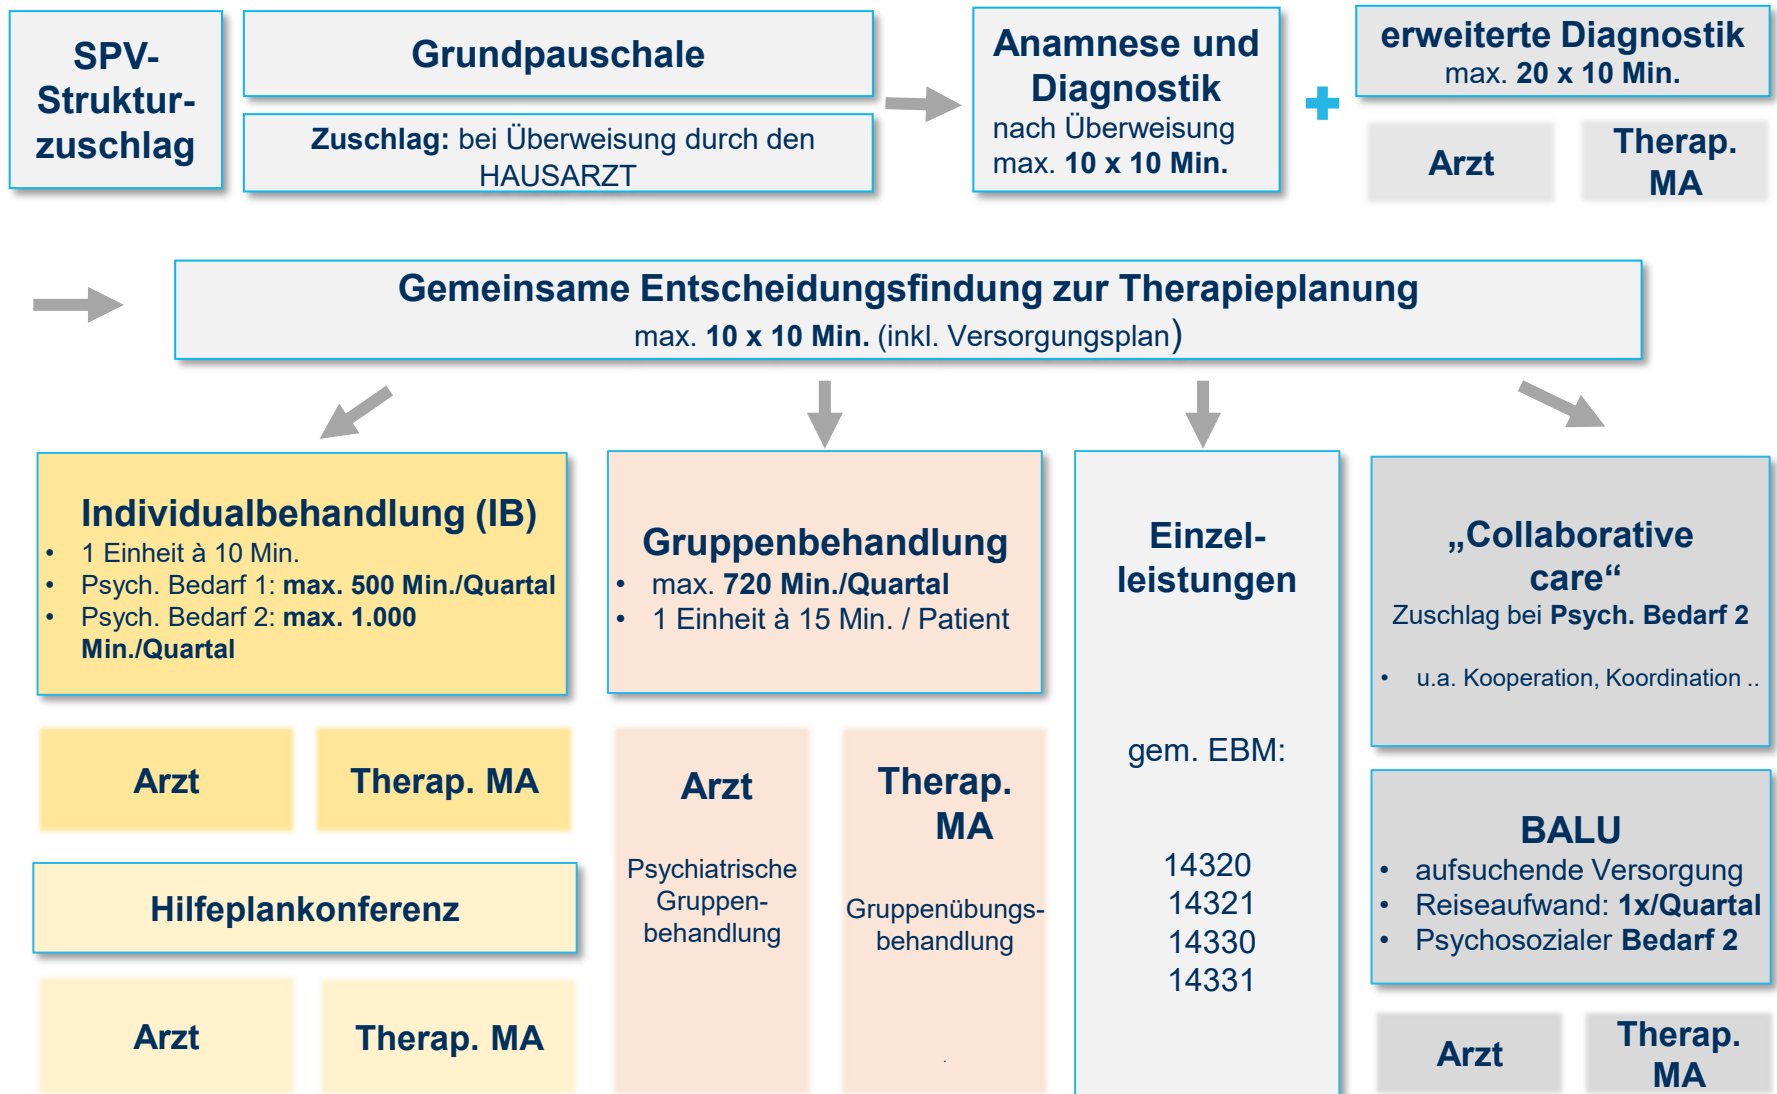 SPV-
Struktur-
zuschlag
Grundpauschale
Zuschlag: bei Überweisung durch den
HAUSARZT
Anamnese und
Diagnostik
nach Überweisung
max. 10 x 10 Min.
erweiterte Diagnostik
max. 20 x 10 Min.
Arzt
Therap.
MA
Gemeinsame Entscheidungsfindung zur Therapieplanung
max. 10 x 10 Min. (inkl. Versorgungsplan)
Individualbehandlung (IB)
• 1 Einheit à 10 Min.
• Psych. Bedarf 1: max. 500 Min./Quartal
• Psych. Bedarf 2: max. 1.000
Min./Quartal
Arzt
Therap. MA
Hilfeplankonferenz
Arzt
Therap. MA
Gruppenbehandlung
• max. 720 Min./Quartal
• 1 Einheit à 15 Min. / Patient
Arzt
Psychiatrische
Gruppen-
behandlung
Therap.
MA
Gruppenübungs-
behandlung
.
Einzel-
leistungen
gem. EBM:
14320
14321
14330
14331
„Collaborative
care“
Zuschlag bei Psych. Bedarf 2
• u.a. Kooperation, Koordination ..
BALU
• aufsuchende Versorgung
• Reiseaufwand: 1x/Quartal
• Psychosozialer Bedarf 2
Arzt
Therap.
MA